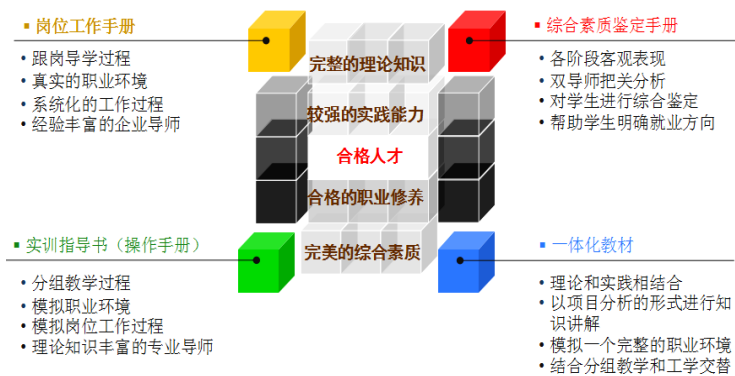 ▪ 岗位工作手册
• 跟岗导学过程
• 真实的职业环境
• 系统化的工作过程
• 经验丰富的企业导师
▪ 综合素质鉴定手册
• 各阶段客观表现
• 双导师把关分析
• 对学生进行综合鉴定
• 帮助学生明确就业方向
完整的理论知识
较强的实践能力
合格人才
合格的职业修养
完美的综合素质
▪ 实训指导书（操作手册）
• 分组教学过程
• 模拟职业环境
• 模拟岗位工作过程
• 理论知识丰富的专业导师
▪ 一体化教材
• 理论和实践相结合
• 以项目分析的形式进行知
识讲解
• 模拟一个完整的职业环境
• 结合分组教学和工学交替